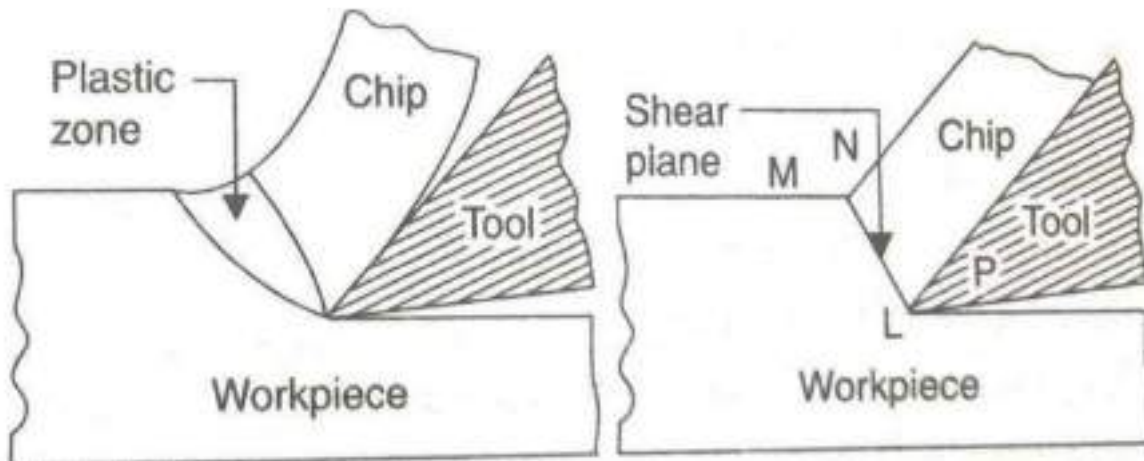 Plastic
zone
Chip
Tool
Workpiece
Shear
plane
M
N
Chip
Tool
P
L
Workpiece